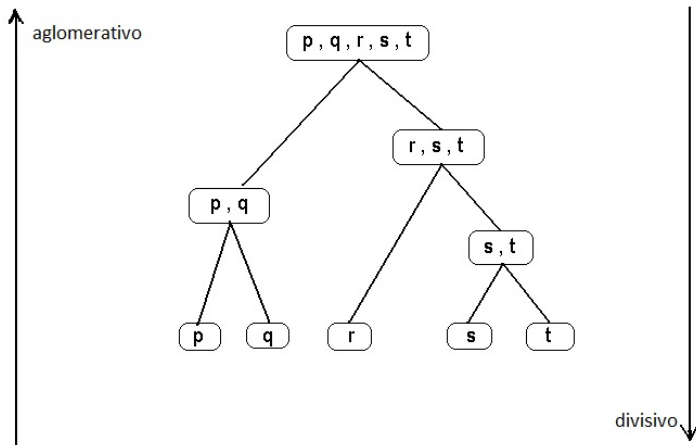 aglomerativo
p , q , r , s , t
r , s , t
p , q
s , t
p
q
r
s
t
divisivo